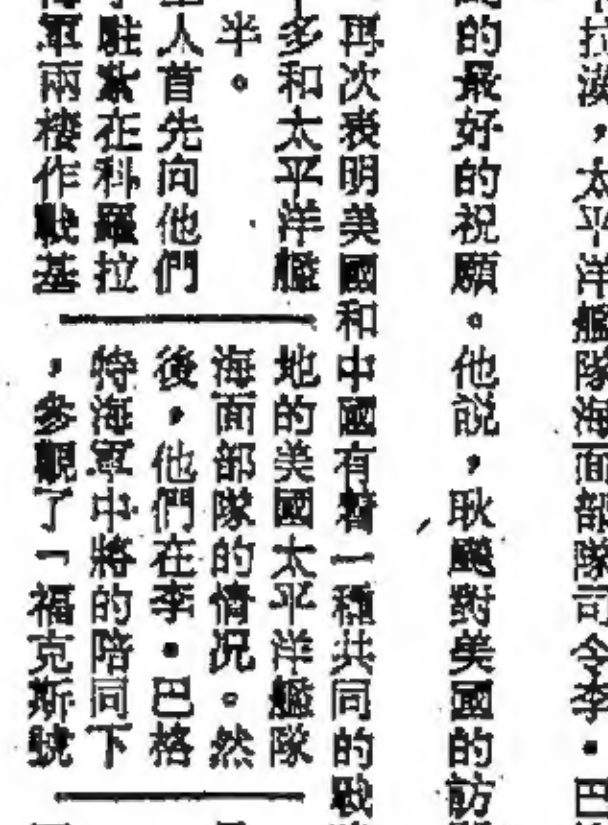 拉漠,太平洋艦隊海面部隊司令李·巴
的最好的祝願。他説,耿飈對美國的訪
再次表明美國和中國有着一種共同的戰
多和太平洋艦
半。
人首先向他們
駐紮在科羅拉
軍兩棲作戰基
地的美國太平洋艦隊
海面部隊的情况。然
後,他們在李·巴格
特海軍中將的陪同下
,參觀了「福克斯號